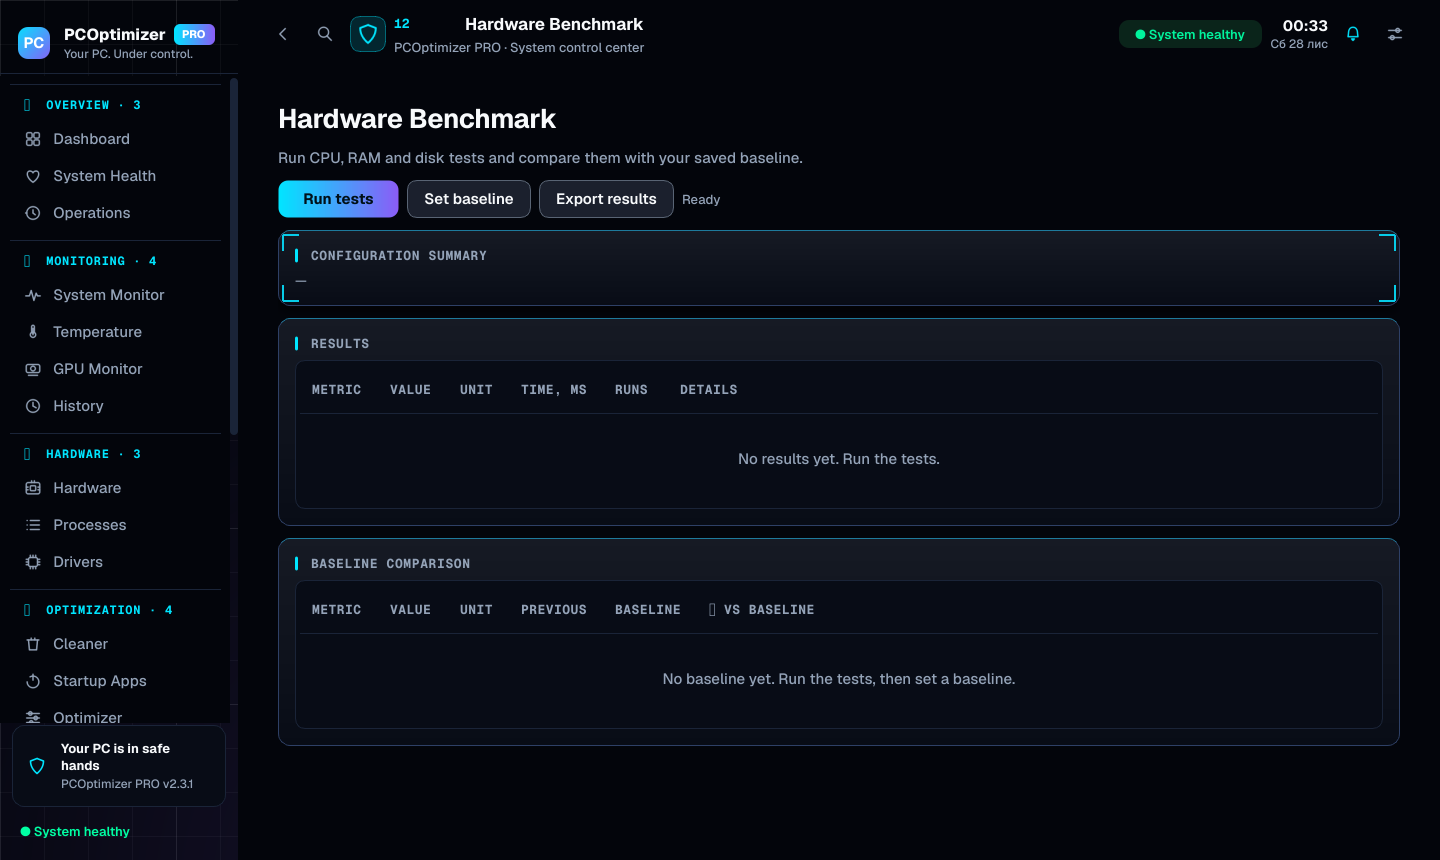 PC
PCOptimizer PRO
Your PC. Under control.
OVERVIEW · 3
Dashboard
System Health
Operations
MONITORING · 4
System Monitor
Temperature
GPU Monitor
History
HARDWARE · 3
Hardware
Processes
Drivers
OPTIMIZATION · 4
Cleaner
Startup Apps
Optimizer
Your PC is in safe
hands
PCOptimizer PRO v2.3.1
System healthy
12 Hardware Benchmark
PCOptimizer PRO · System control center
System healthy
00:33
Сб 28 лис
Hardware Benchmark
Run CPU, RAM and disk tests and compare them with your saved baseline.
Run tests Set baseline Export results Ready
CONFIGURATION SUMMARY
—
RESULTS
METRIC VALUE UNIT TIME, MS RUNS DETAILS
No results yet. Run the tests.
BASELINE COMPARISON
METRIC VALUE UNIT PREVIOUS BASELINE VS BASELINE
No baseline yet. Run the tests, then set a baseline.